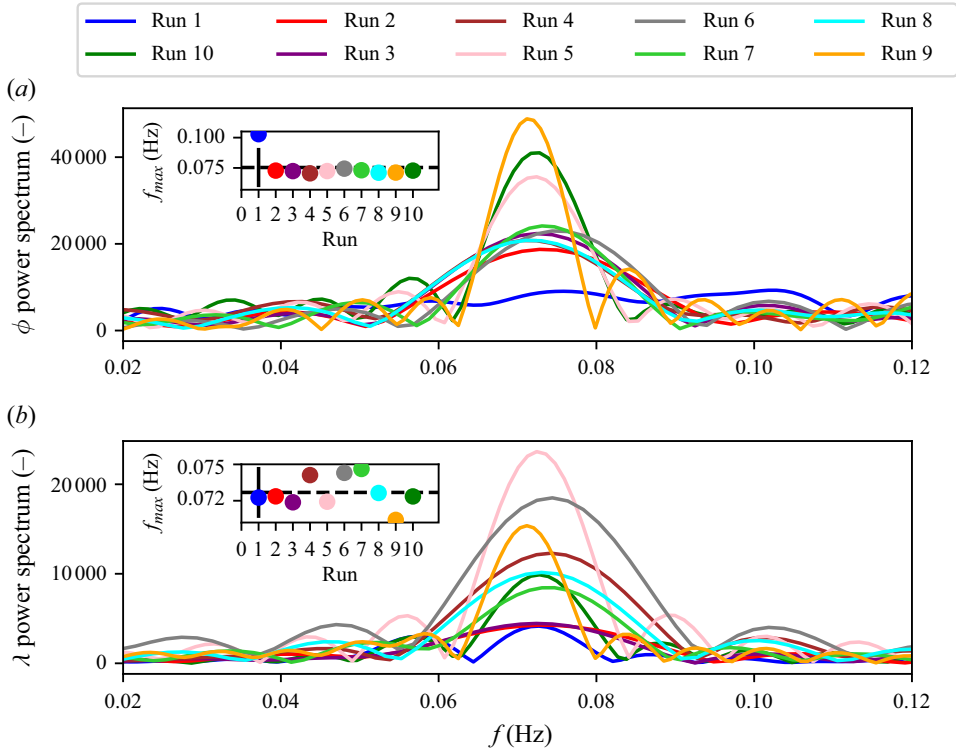 Run 1 Run 2 Run 4 Run 6 Run 8
Run 10 Run 3 Run 5 Run 7 Run 9
(a)
ϕ power spectrum (–)
40 000
20 000
0
0.02 0.04 0.06 0.08 0.10 0.12
f_max (Hz)
0.100
0.075
0 1 2 3 4 5 6 7 8 9 10
Run
(b)
λ power spectrum (–)
20 000
10 000
0
0.02 0.04 0.06 0.08 0.10 0.12
f (Hz)
f_max (Hz)
0.075
0.072
0 1 2 3 4 5 6 7 8 9 10
Run